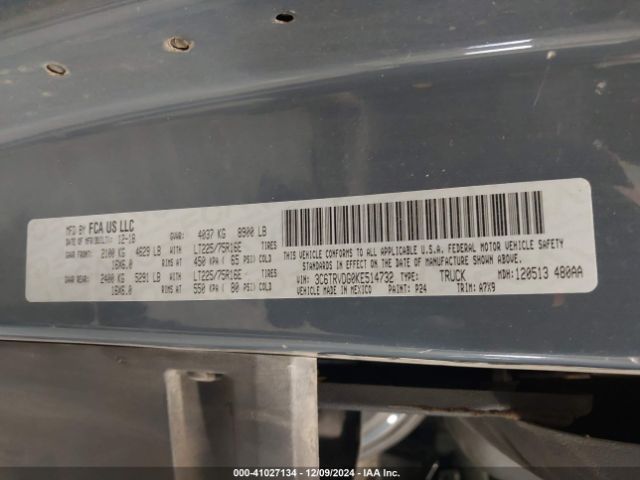 MFD BY FCA US LLC
DATE OF MFR(BUILT): 12-18 GVWR: 4037 KG 8900 LB
GAWR FRONT: 2100 KG 4629 LB WITH LT225/75R16E TIRES
16X6.0 RIMS AT 450 KPA ( 65 PSI) COLD
GAWR REAR: 2400 KG 5291 LB WITH LT225/75R16E TIRES
16X6.0 RIMS AT 550 KPA ( 80 PSI) COLD
THIS VEHICLE CONFORMS TO ALL APPLICABLE U.S.A. FEDERAL MOTOR VEHICLE SAFETY
STANDARDS IN EFFECT ON THE DATE OF MANUFACTURE SHOWN ABOVE.
VIN: 3C6TRVDG0KE514732 TYPE: TRUCK MDH: 120513 480AA
VEHICLE MADE IN MEXICO PAINT: P24 TRIM: A7X9
000-41027134 - 12/09/2024 - IAA Inc.